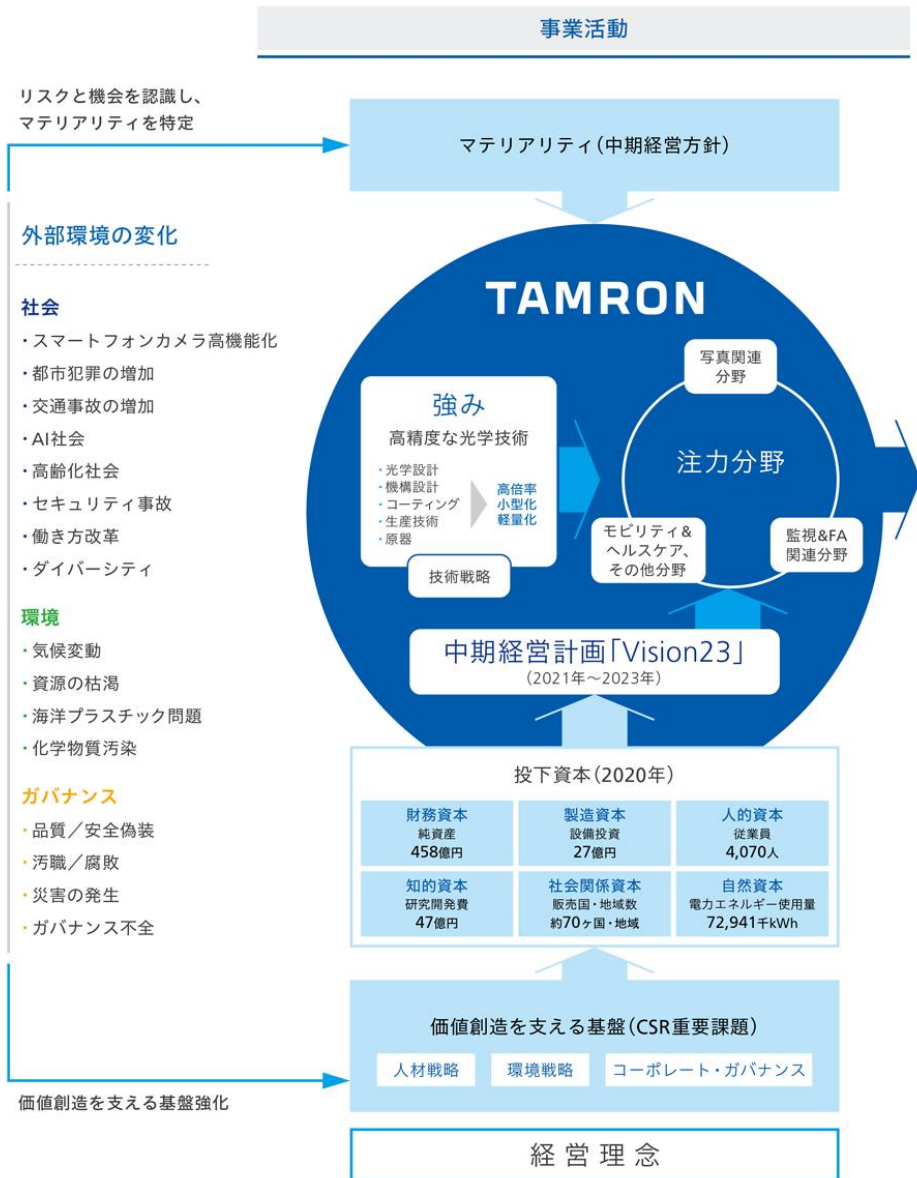 事業活動
リスクと機会を認識し、
マテリアリティを特定
マテリアリティ(中期経営方針)
外部環境の変化
社会
・スマートフォンカメラ高機能化
・都市犯罪の増加
・交通事故の増加
・AI社会
・高齢化社会
・セキュリティ事故
・働き方改革
・ダイバーシティ
環境
・気候変動
・資源の枯渇
・海洋プラスチック問題
・化学物質汚染
ガバナンス
・品質／安全偽装
・汚職／腐敗
・災害の発生
・ガバナンス不全
価値創造を支える基盤強化
TAMRON
強み
高精度な光学技術
・光学設計
・機構設計
・コーティング
・生産技術
・原器
高倍率
小型化
軽量化
技術戦略
注力分野
写真関連
分野
モビリティ&
ヘルスケア、
その他分野
監視&FA
関連分野
中期経営計画「Vision23」
(2021年〜2023年)
投下資本(2020年)
財務資本
純資産
458億円
製造資本
設備投資
27億円
人的資本
従業員
4,070人
知的資本
研究開発費
47億円
社会関係資本
販売国・地域数
約70ヶ国・地域
自然資本
電力エネルギー使用量
72,941千kWh
価値創造を支える基盤(CSR重要課題)
人材戦略
環境戦略
コーポレート・ガバナンス
経営理念